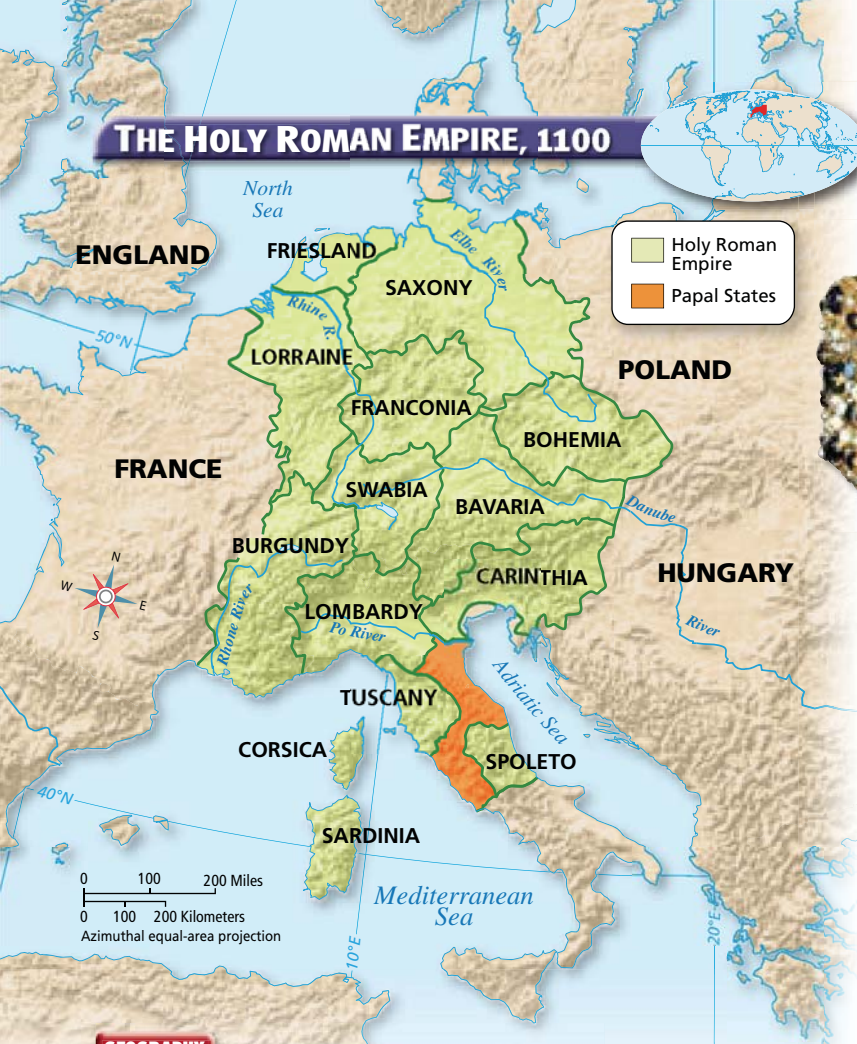 THE HOLY ROMAN EMPIRE, 1100
North
Sea
Holy Roman
Empire
Papal States
ENGLAND
FRIESLAND
Elbe River
SAXONY
Rhine R.
50°N
LORRAINE
POLAND
FRANCONIA
BOHEMIA
FRANCE
SWABIA
BAVARIA
Danube
River
BURGUNDY
CARINTHIA
HUNGARY
N
W
E
S
Rhone River
LOMBARDY
Po River
Adriatic Sea
TUSCANY
CORSICA
SPOLETO
40°N
SARDINIA
0 100 200 Miles
0 100 200 Kilometers
Azimuthal equal-area projection
Mediterranean
Sea
10°E
20°E
GEOGRAPHY